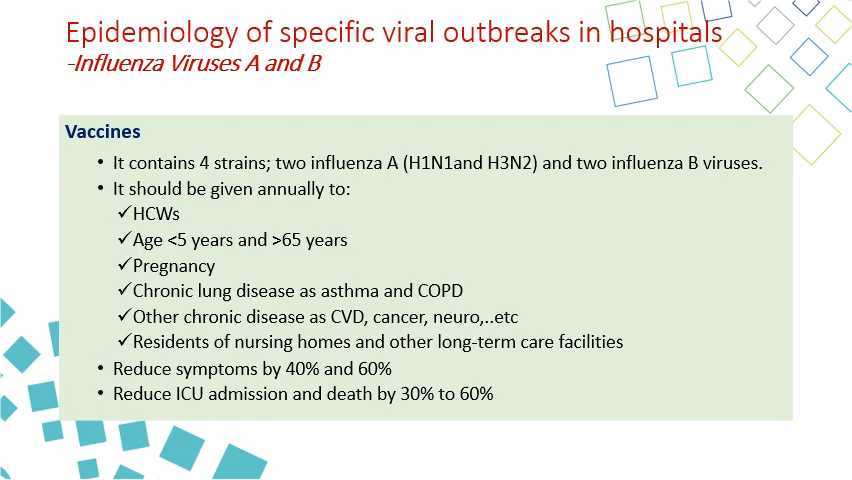 Epidemiology of specific viral outbreaks in hospitals
-Influenza Viruses A and B
Vaccines
• It contains 4 strains; two influenza A (H1N1and H3N2) and two influenza B viruses.
• It should be given annually to:
✓HCWs
✓Age <5 years and >65 years
✓Pregnancy
✓Chronic lung disease as asthma and COPD
✓Other chronic disease as CVD, cancer, neuro,..etc
✓Residents of nursing homes and other long-term care facilities
• Reduce symptoms by 40% and 60%
• Reduce ICU admission and death by 30% to 60%